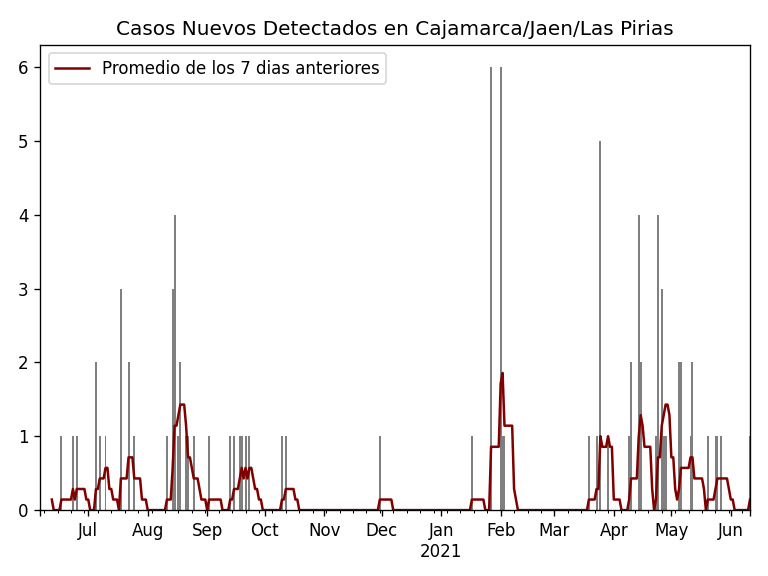 Casos Nuevos Detectados en Cajamarca/Jaen/Las Pirias
Promedio de los 7 dias anteriores
6
5
4
3
2
1
0
Jul Aug Sep Oct Nov Dec Jan Feb Mar Apr May Jun
2021